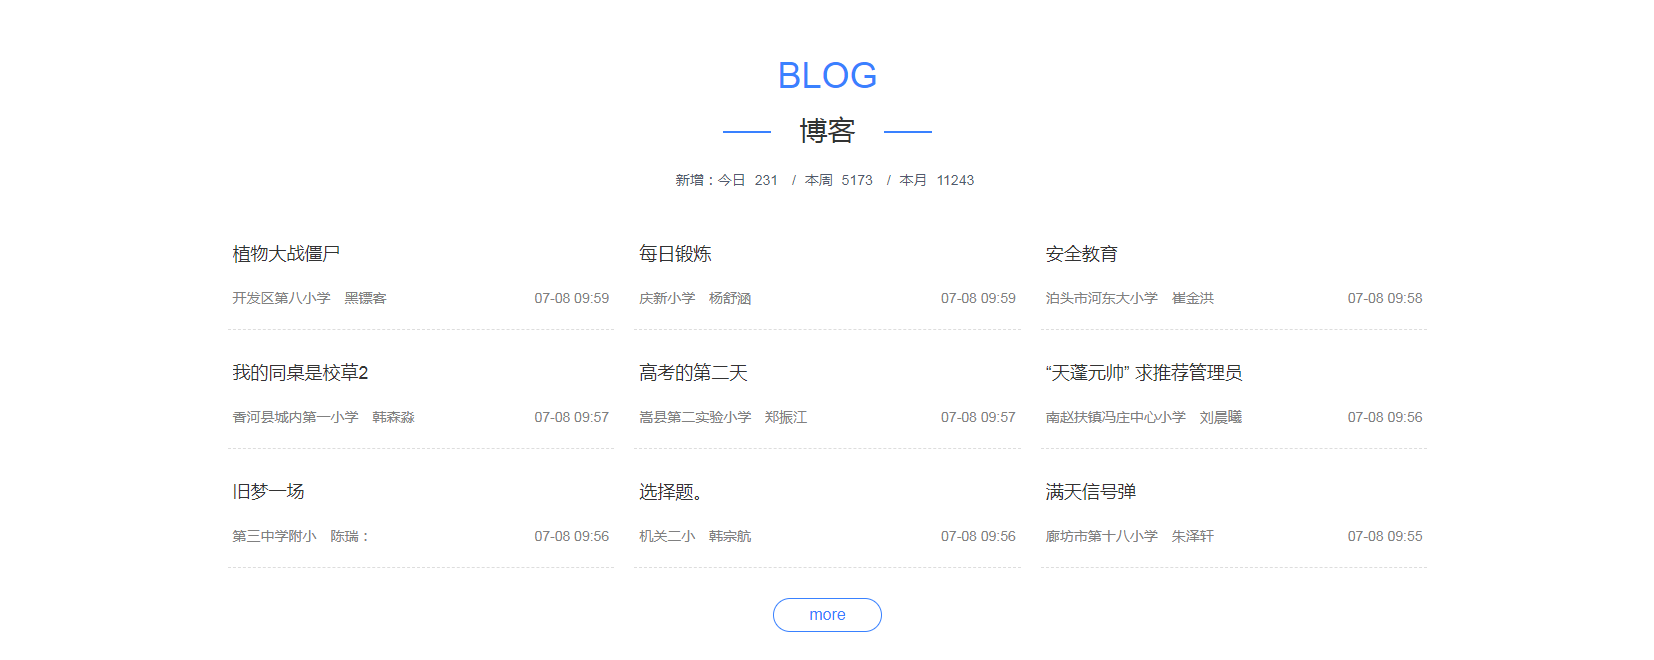 BLOG
博客
新增：今日 231 / 本周 5173 / 本月 11243
植物大战僵尸
开发区第八小学 黑镖客 07-08 09:59
每日锻炼
庆新小学 杨舒涵 07-08 09:59
安全教育
泊头市河东大小学 崔金洪 07-08 09:58
我的同桌是校草2
香河县城内第一小学 韩森淼 07-08 09:57
高考的第二天
嵩县第二实验小学 郑振江 07-08 09:57
“天蓬元帅” 求推荐管理员
南赵扶镇冯庄中心小学 刘晨曦 07-08 09:56
旧梦一场
第三中学附小 陈瑞： 07-08 09:56
选择题。
机关二小 韩宗航 07-08 09:56
满天信号弹
廊坊市第十八小学 朱泽轩 07-08 09:55
more